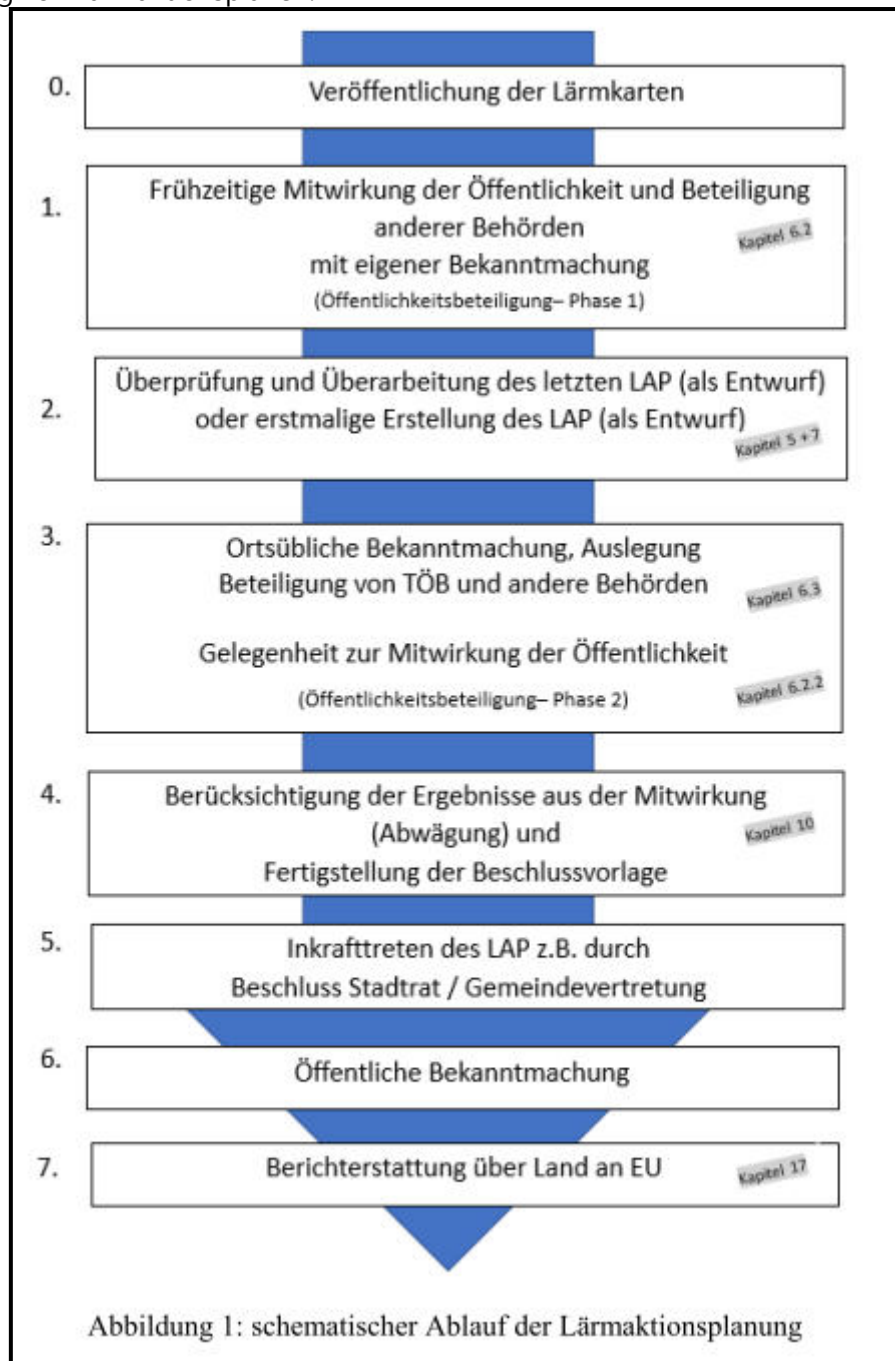 0.
Veröffentlichung der Lärmkarten
1.
Frühzeitige Mitwirkung der Öffentlichkeit und Beteiligung
anderer Behörden
Kapitel 6.2
mit eigener Bekanntmachung
(Öffentlichkeitsbeteiligung– Phase 1)
2.
Überprüfung und Überarbeitung des letzten LAP (als Entwurf)
oder erstmalige Erstellung des LAP (als Entwurf)
Kapitel 5 +7
3.
Ortsübliche Bekanntmachung, Auslegung
Beteiligung von TÖB und andere Behörden
Kapitel 6.3
Gelegenheit zur Mitwirkung der Öffentlichkeit
(Öffentlichkeitsbeteiligung– Phase 2)
Kapitel 6.2.2
4.
Berücksichtigung der Ergebnisse aus der Mitwirkung
(Abwägung) und
Kapitel 10
Fertigstellung der Beschlussvorlage
5.
Inkrafttreten des LAP z.B. durch
Beschluss Stadtrat / Gemeindevertretung
6.
Öffentliche Bekanntmachung
7.
Berichterstattung über Land an EU
Kapitel 17
Abbildung 1: schematischer Ablauf der Lärmaktionsplanung